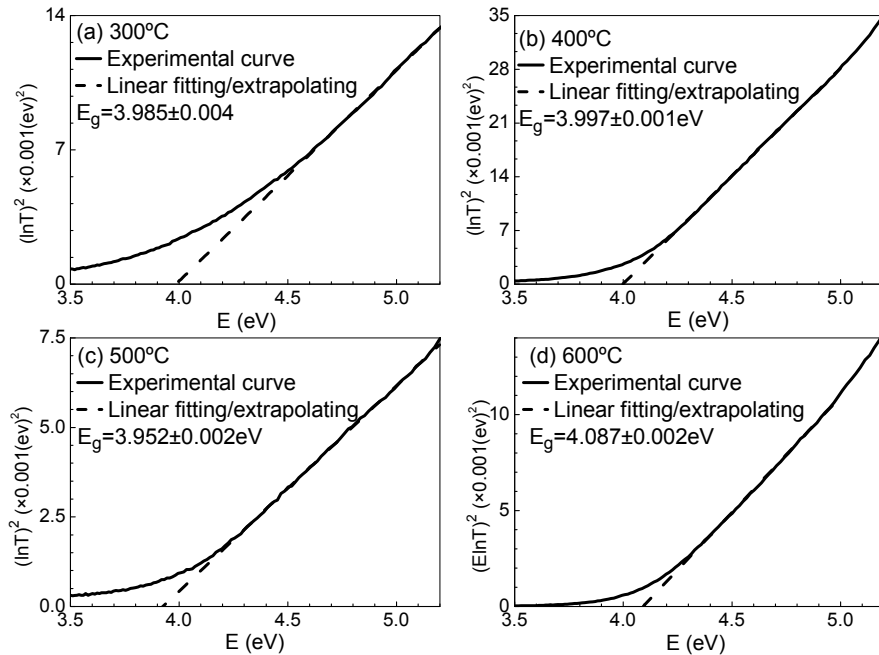 (a) 300ºC
Experimental curve
Linear fitting/extrapolating
E_g=3.985±0.004
(lnT)² (×0.001(ev)²)
14
7
0
3.5 4.0 4.5 5.0
E (eV)
(b) 400ºC
Experimental curve
Linear fitting/extrapolating
E_g=3.997±0.001eV
(lnT)² (×0.001(ev)²)
35
28
21
14
7
0
3.5 4.0 4.5 5.0
E (eV)
(c) 500ºC
Experimental curve
Linear fitting/extrapolating
E_g=3.952±0.002eV
(lnT)² (×0.001(ev)²)
7.5
5.0
2.5
0.0
3.5 4.0 4.5 5.0
E (eV)
(d) 600ºC
Experimental curve
Linear fitting/extrapolating
E_g=4.087±0.002eV
(ElnT)² (×0.001(ev)²)
10
5
0
3.5 4.0 4.5 5.0
E (eV)